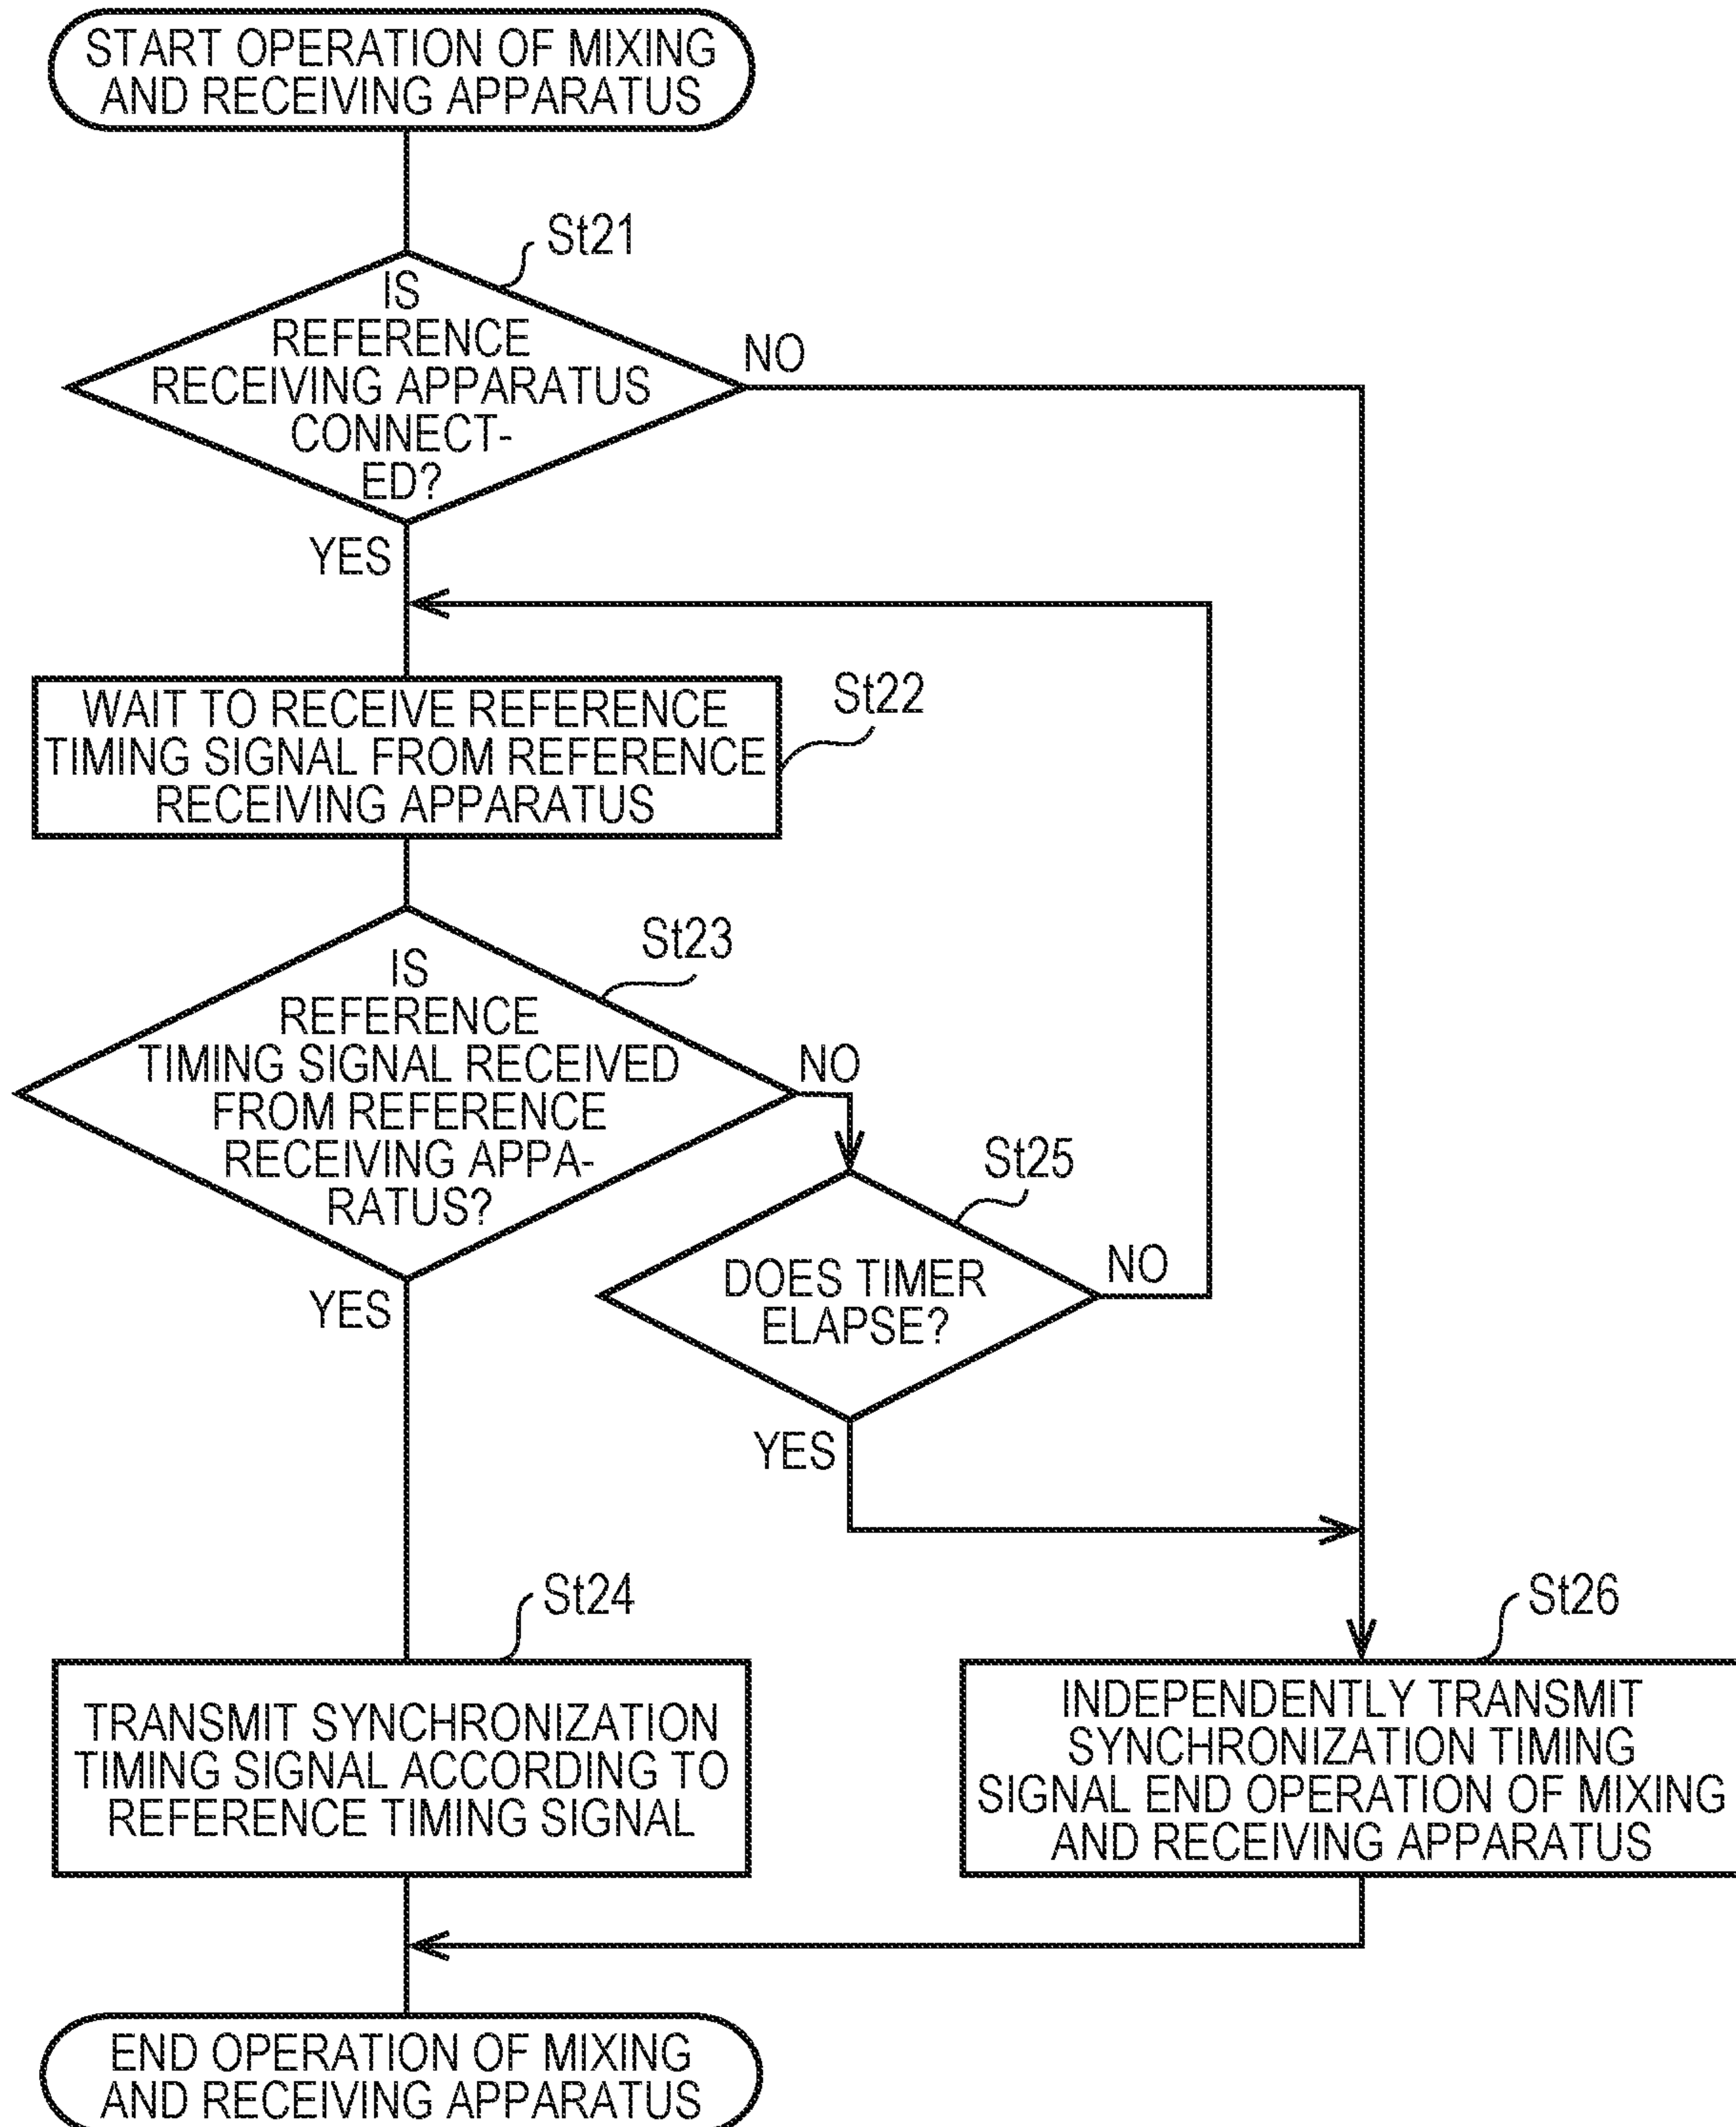 START OPERATION OF MIXING
AND RECEIVING APPARATUS
St21
IS
REFERENCE
RECEIVING APPARATUS
CONNECT-
ED?
NO
YES
St22
WAIT TO RECEIVE REFERENCE
TIMING SIGNAL FROM REFERENCE
RECEIVING APPARATUS
St23
IS
REFERENCE
TIMING SIGNAL RECEIVED
FROM REFERENCE
RECEIVING APPA-
RATUS?
NO
YES
St25
DOES TIMER
ELAPSE?
NO
YES
St24
TRANSMIT SYNCHRONIZATION
TIMING SIGNAL ACCORDING TO
REFERENCE TIMING SIGNAL
St26
INDEPENDENTLY TRANSMIT
SYNCHRONIZATION TIMING
SIGNAL END OPERATION OF MIXING
AND RECEIVING APPARATUS
END OPERATION OF MIXING
AND RECEIVING APPARATUS